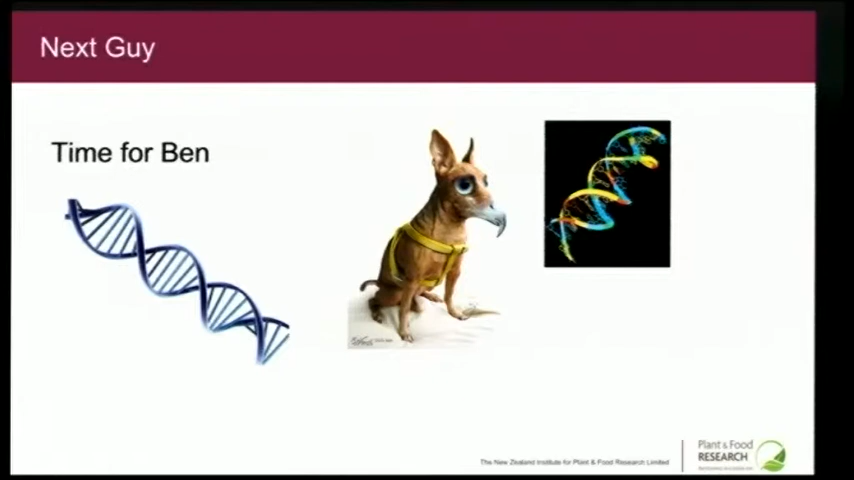 Next Guy
Time for Ben
The New Zealand Institute for Plant & Food Research Limited
Plant & Food
RESEARCH